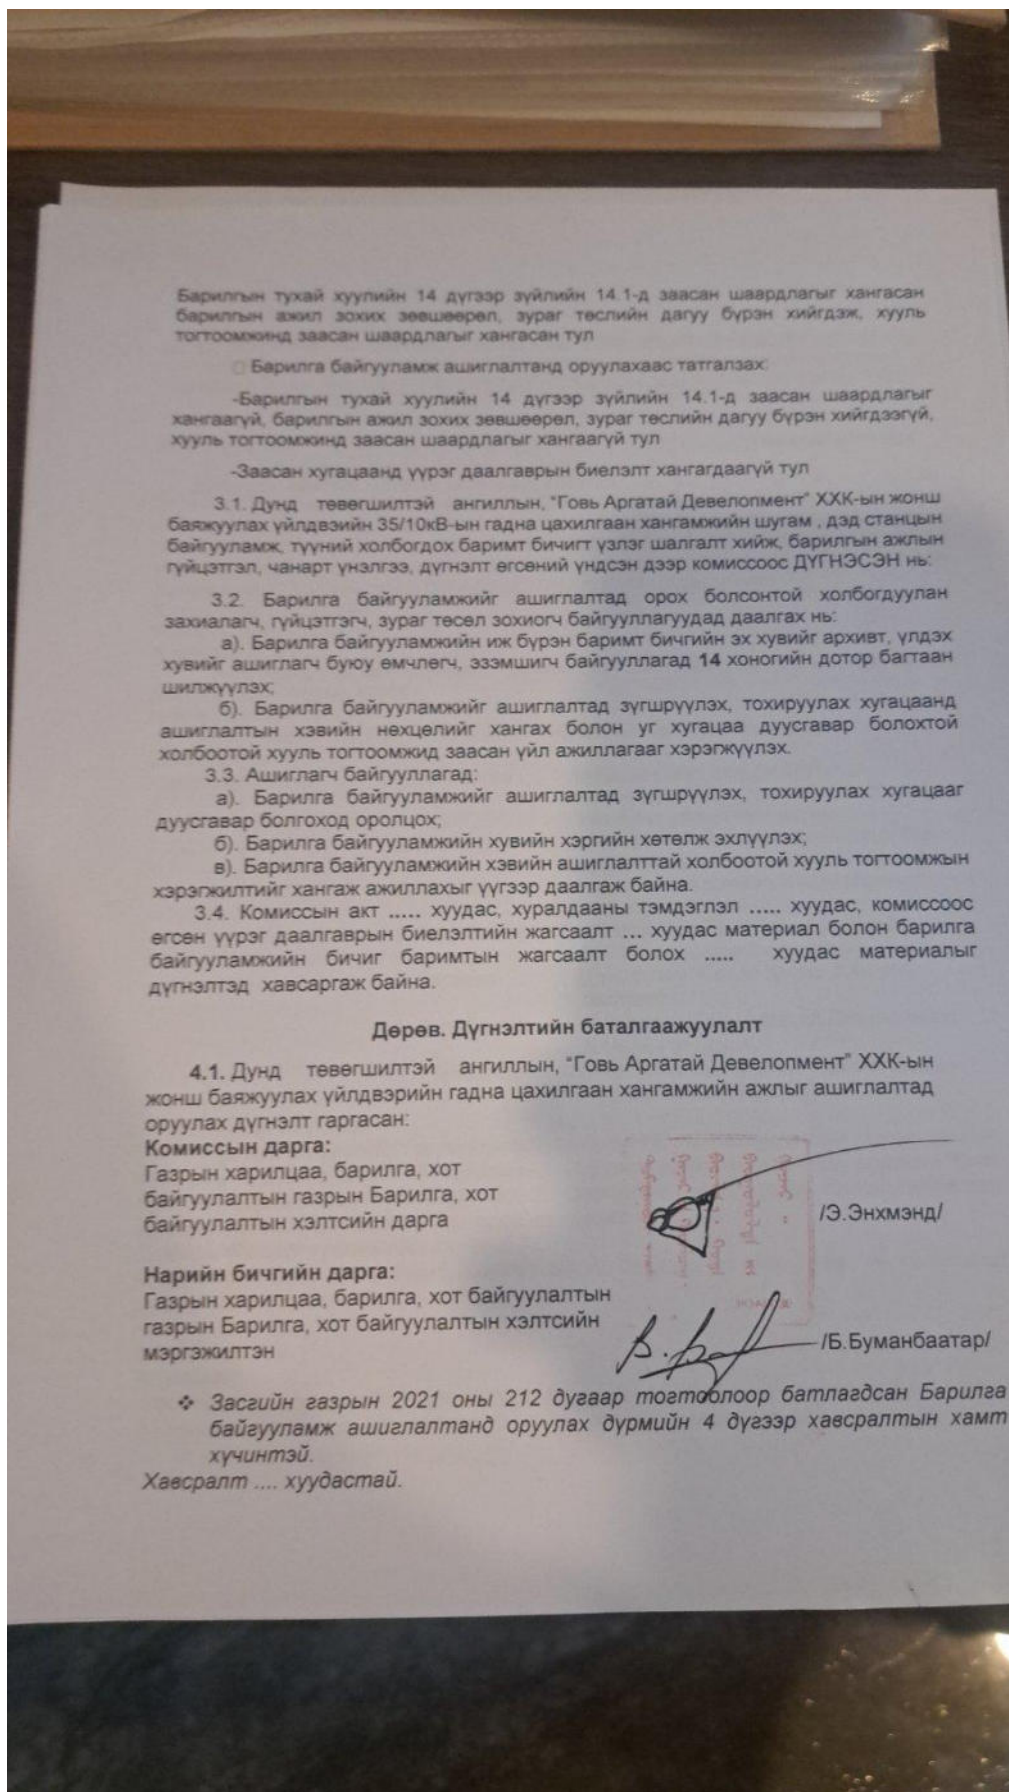 Барилгын тухай хуулийн 14 дүгээр зүйлийн 14.1-д заасан шаардлагыг хангасан
барилгын ажил зохих зөвшөөрөл, зураг төслийн дагуу бүрэн хийгдэж, хууль
тогтоомжинд заасан шаардлагыг хангасан тул
Барилга байгууламж ашиглалтанд оруулахаас татгалзах:
-Барилгын тухай хуулийн 14 дүгээр зүйлийн 14.1-д заасан шаардлагыг
хангаагүй, барилгын ажил зохих зөвшөөрөл, зураг төслийн дагуу бүрэн хийгдээгүй,
хууль тогтоомжинд заасан шаардлагыг хангаагүй тул
-Заасан хугацаанд үүрэг даалгаврын биелэлт хангагдаагүй тул
3.1. Дунд төвөгшилтэй ангиллын, "Говь Аргатай Девелопмент" ХХК-ын жонш
баяжуулах үйлдвэийн 35/10кВ-ын гадна цахилгаан хангамжийн шугам , дэд станцын
байгууламж, түүний холбогдох баримт бичигт үзлэг шалгалт хийж, барилгын ажлын
гүйцэтгэл, чанарт үнэлгээ, дүгнэлт өгсөний үндсэн дээр комиссоос ДҮГНЭСЭН нь:
3.2. Барилга байгууламжийг ашиглалтад орох болсонтой холбогдуулан
захиалагч, гүйцэтгэгч, зураг төсөл зохиогч байгууллагуудад даалгах нь:
а). Барилга байгууламжийн иж бүрэн баримт бичгийн эх хувийг архивт, үлдэх
хувийг ашиглагч буюу өмчлөгч, эзэмшигч байгууллагад 14 хоногийн дотор багтаан
шилжүүлэх;
б). Барилга байгууламжийг ашиглалтад зүгшрүүлэх, тохируулах хугацаанд
ашиглалтын хэвийн нөхцөлийг хангах болон уг хугацаа дуусгавар болохтой
холбоотой хууль тогтоомжид заасан үйл ажиллагааг хэрэгжүүлэх.
3.3. Ашиглагч байгууллагад:
а). Барилга байгууламжийг ашиглалтад зүгшрүүлэх, тохируулах хугацааг
дуусгавар болгоход оролцох;
б). Барилга байгууламжийн хувийн хэргийн хөтөлж эхлүүлэх;
в). Барилга байгууламжийн хэвийн ашиглалттай холбоотой хууль тогтоомжын
хэрэгжилтийг хангаж ажиллахыг үүгээр даалгаж байна.
3.4. Комиссын акт ..... хуудас, хуралдааны тэмдэглэл ..... хуудас, комиссоос
өгсөн үүрэг даалгаврын биелэлтийн жагсаалт ... хуудас материал болон барилга
байгууламжийн бичиг баримтын жагсаалт болох ..... хуудас материалыг
дүгнэлтэд хавсаргаж байна.
Дөрөв. Дүгнэлтийн баталгаажуулалт
4.1. Дунд төвөгшилтэй ангиллын, "Говь Аргатай Девелопмент" ХХК-ын
жонш баяжуулах үйлдвэрийн гадна цахилгаан хангамжийн ажлыг ашиглалтад
оруулах дүгнэлт гаргасан:
Комиссын дарга:
Газрын харилцаа, барилга, хот
байгуулалтын газрын Барилга, хот
байгуулалтын хэлтсийн дарга
/Э.Энхмэнд/
Нарийн бичгийн дарга:
Газрын харилцаа, барилга, хот байгуулалтын
газрын Барилга, хот байгуулалтын хэлтсийн
мэргэжилтэн
/Б.Буманбаатар/
❖ Засгийн газрын 2021 оны 212 дугаар тогтоолоор батлагдсан Барилга
байгууламж ашиглалтанд оруулах дүрмийн 4 дүгээр хавсралтын хамт
хүчинтэй.
Хавсралт .... хуудастай.